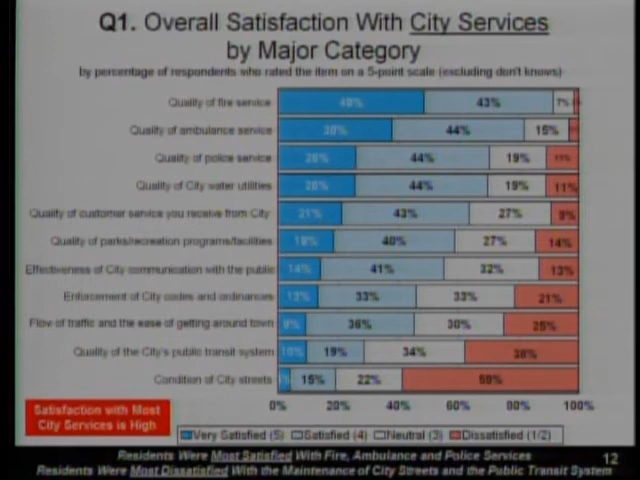 Q1. Overall Satisfaction With City Services
by Major Category
by percentage of respondents who rated the item on a 5-point scale (excluding don't knows)
Quality of fire service 49% 43% 7%
Quality of ambulance service 38% 44% 15%
Quality of police service 26% 44% 19% 11%
Quality of City water utilities 26% 44% 19% 11%
Quality of customer service you receive from City 21% 43% 27% 9%
Quality of parks/recreation programs/facilities 19% 40% 27% 14%
Effectiveness of City communication with the public 14% 41% 32% 13%
Enforcement of City codes and ordinances 13% 33% 33% 21%
Flow of traffic and the ease of getting around town 9% 36% 30% 25%
Quality of the City's public transit system 10% 19% 34% 38%
Condition of City streets 15% 22% 59%
0% 20% 40% 60% 80% 100%
Satisfaction with Most
City Services is High
Very Satisfied (5) Satisfied (4) Neutral (3) Dissatisfied (1/2)
Residents Were Most Satisfied With Fire, Ambulance and Police Services
12
Residents Were Most Dissatisfied With the Maintenance of City Streets and the Public Transit System